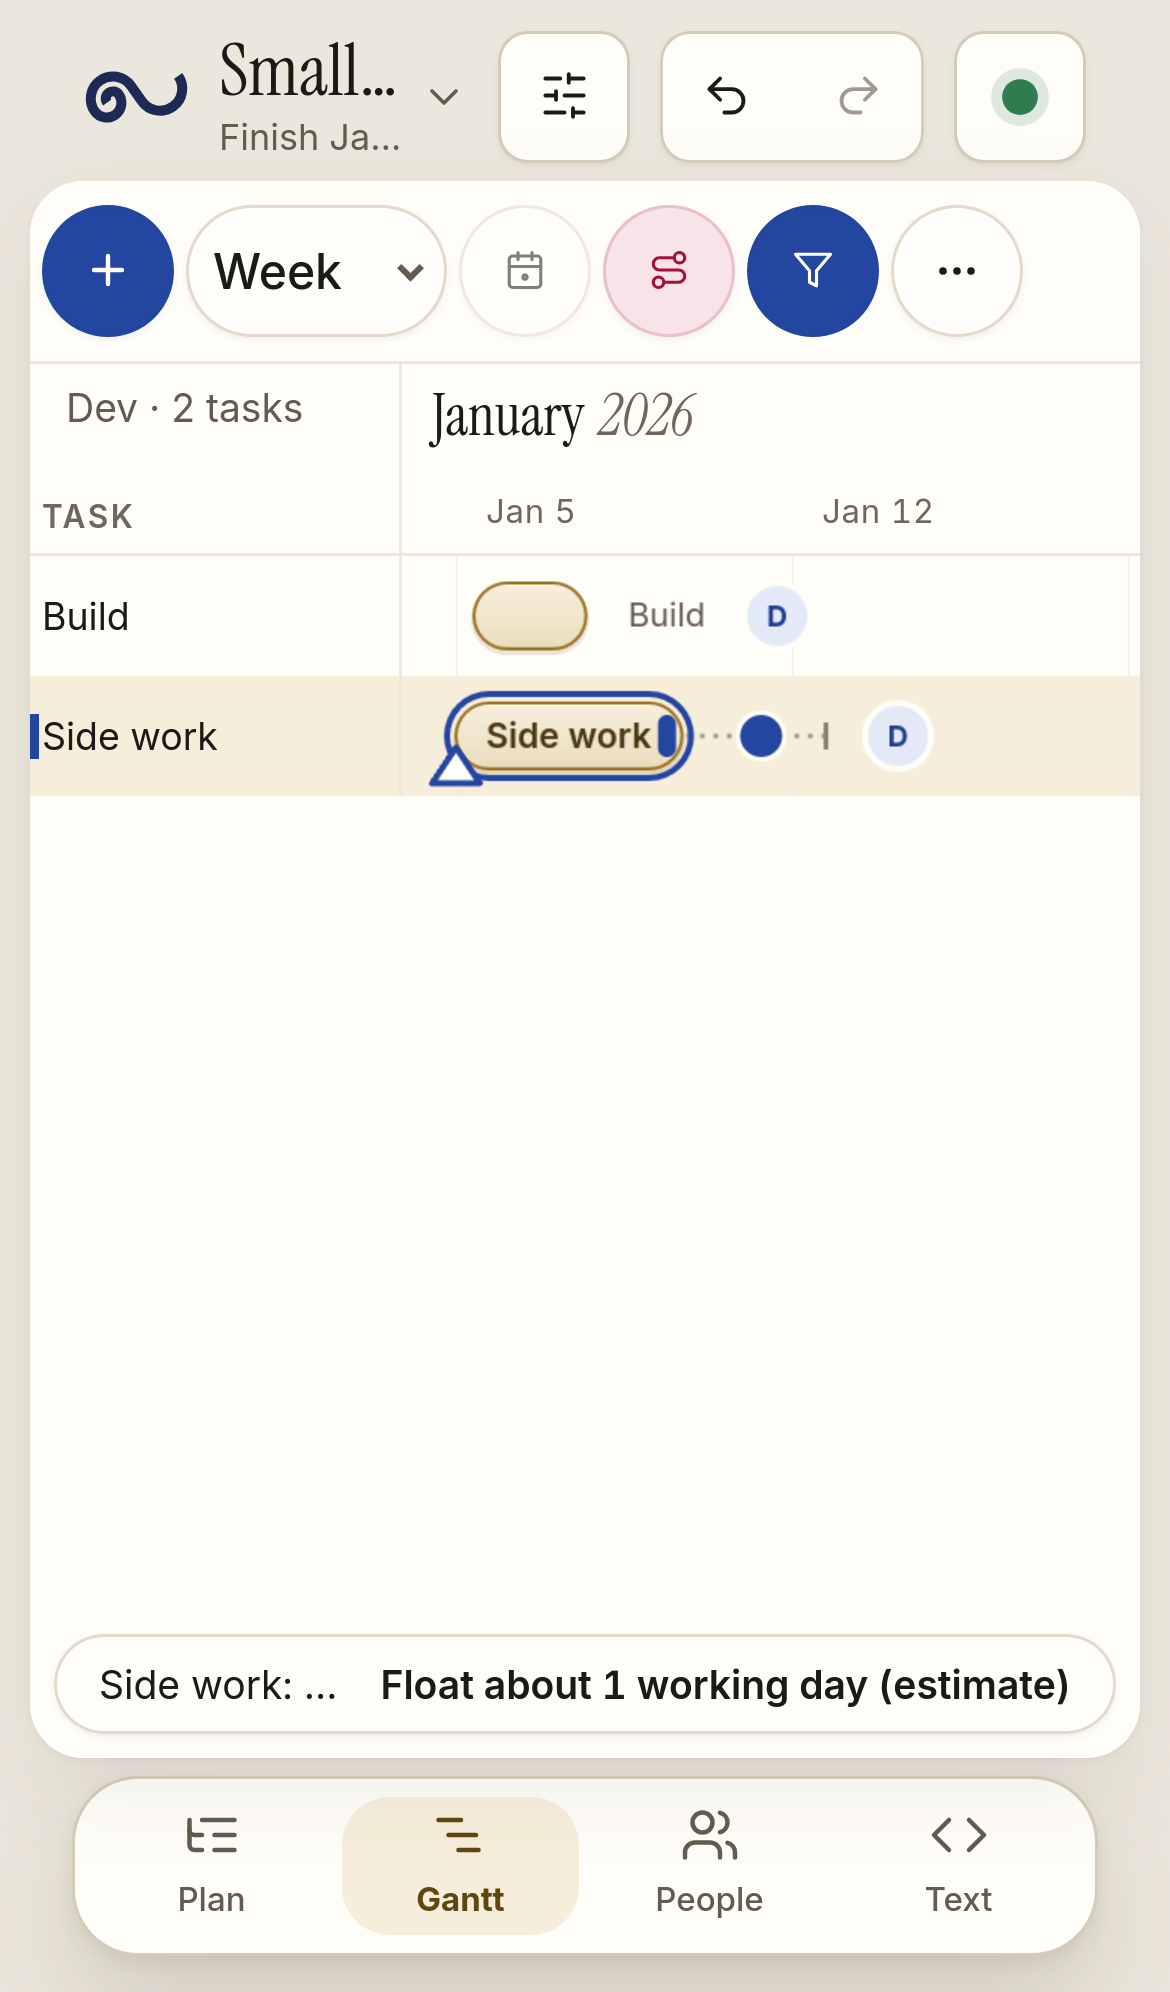 Small...
Finish Ja...
Week
Dev · 2 tasks
January 2026
TASK
Jan 5
Jan 12
Build
Build
D
Side work
Side work
D
Side work: ...
Float about 1 working day (estimate)
Plan
Gantt
People
Text